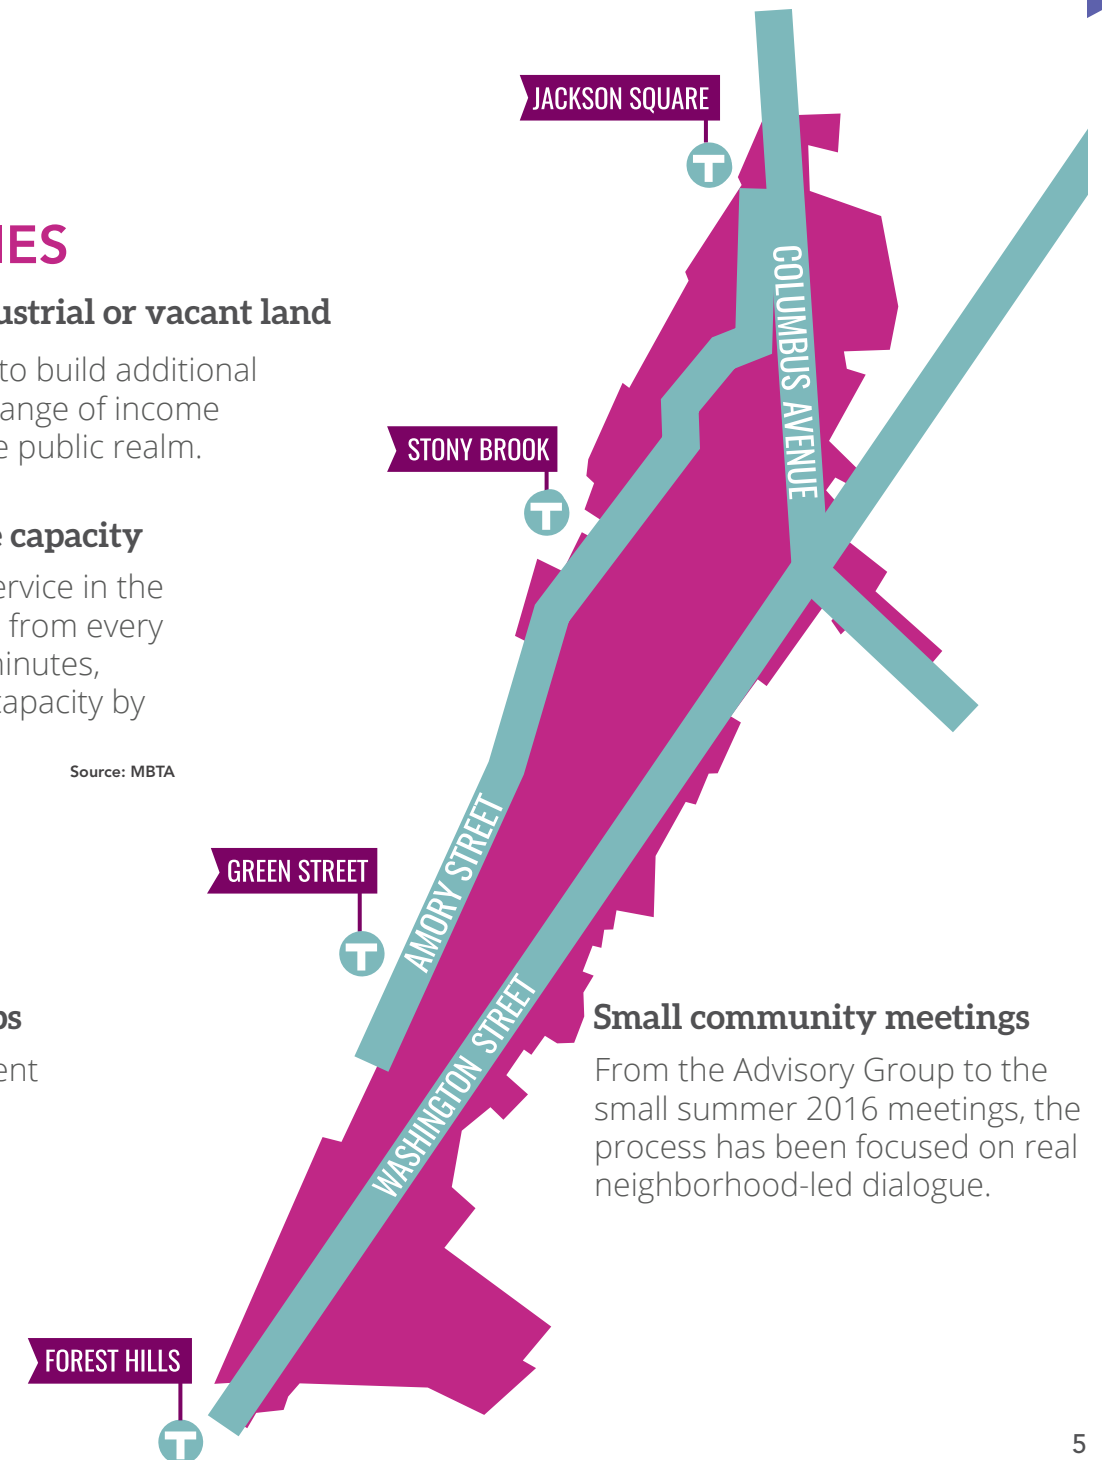 JACKSON SQUARE
T
IES
ustrial or vacant land
to build additional
ange of income
e public realm.
COLUMBUS AVENUE
STONY BROOK
T
e capacity
ervice in the
from every
inutes,
capacity by
Source: MBTA
AMORY STREET
GREEN STREET
T
WASHINGTON STREET
os
ent
Small community meetings
From the Advisory Group to the
small summer 2016 meetings, the
process has been focused on real
neighborhood-led dialogue.
FOREST HILLS
T
5